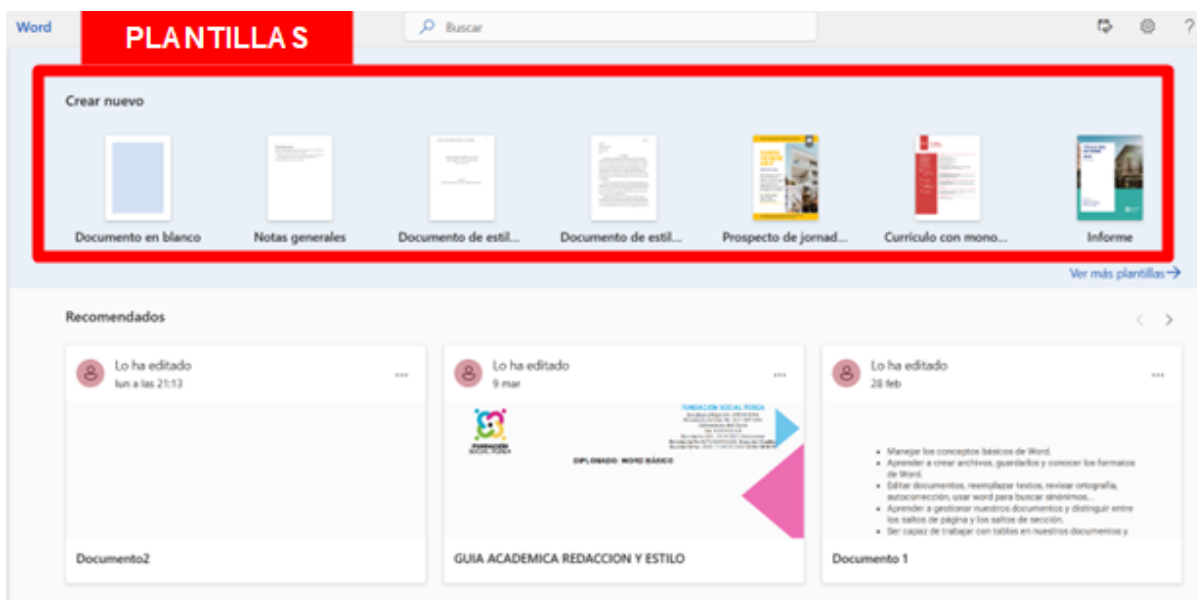 Word
PLANTILLAS
Buscar
?
Crear nuevo
Documento en blanco
Notas generales
Documento de estil...
Documento de estil...
Prospecto de jornad...
Currículo con mono...
Informe
Ver más plantillas
Recomendados
Lo ha editado
lun a las 21:13
Lo ha editado
9 mar
Lo ha editado
28 feb
FUNDACIÓN
SOCIAL PEREA
FUNDACION SOCIAL PEREA
DIPLOMADO: WORD BÁSICO
• Manejar los conceptos básicos de Word.
• Aprender a crear archivos, guardarlos y conocer los formatos
de Word.
• Editar documentos, reemplazar textos, revisar ortografía,
autocorrección, usar word para buscar sinónimos...
• Aprender a gestionar nuestros documentos y distinguir entre
los saltos de página y los saltos de sección.
• Ser capaz de trabajar con tablas en nuestros documentos y
Documento2
GUIA ACADEMICA REDACCION Y ESTILO
Documento 1